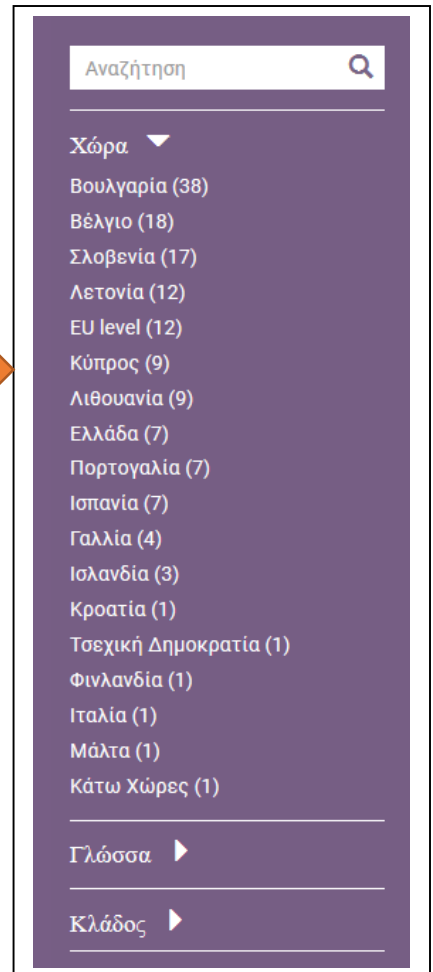 Αναζήτηση
Χώρα
Βουλγαρία (38)
Βέλγιο (18)
Σλοβενία (17)
Λετονία (12)
EU level (12)
Κύπρος (9)
Λιθουανία (9)
Ελλάδα (7)
Πορτογαλία (7)
Ισπανία (7)
Γαλλία (4)
Ισλανδία (3)
Κροατία (1)
Τσεχική Δημοκρατία (1)
Φινλανδία (1)
Ιταλία (1)
Μάλτα (1)
Κάτω Χώρες (1)
Γλώσσα
Κλάδος